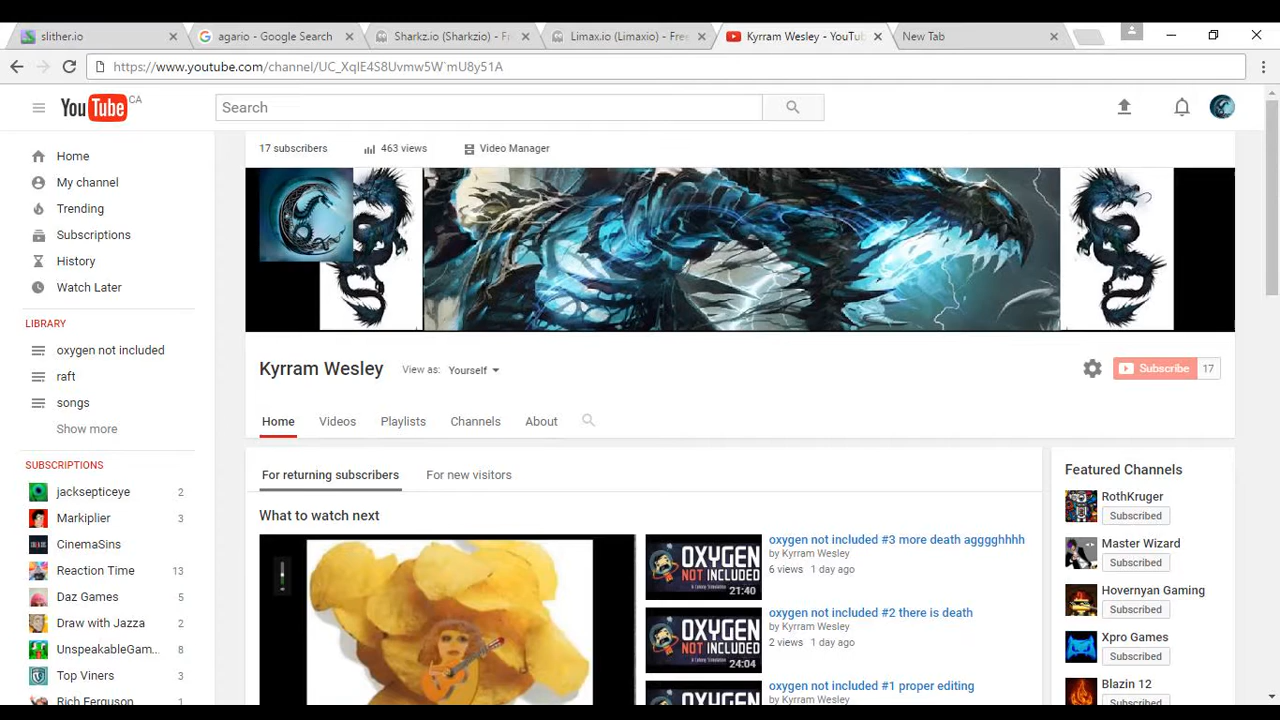 slither.io
agario - Google Search
Sharkz.io (Sharkzio) - Fr
Limax.io (Limaxio) - Free
Kyrram Wesley - YouTu
New Tab
https://www.youtube.com/channel/UC_XqlE4S8Uvmw5W`mU8y51A
YouTube CA
Search
Home
My channel
Trending
Subscriptions
History
Watch Later
LIBRARY
oxygen not included
raft
songs
Show more
SUBSCRIPTIONS
jacksepticeye 2
Markiplier 3
CinemaSins
Reaction Time 13
Daz Games 5
Draw with Jazza 2
UnspeakableGam... 8
Top Viners 3
Rich Ferguson 1
17 subscribers
463 views
Video Manager
Kyrram Wesley
View as: Yourself
Subscribe 17
Home
Videos
Playlists
Channels
About
For returning subscribers
For new visitors
What to watch next
OXYGEN
NOT INCLUDED
21:40
oxygen not included #3 more death agggghhhh
by Kyrram Wesley
6 views 1 day ago
OXYGEN
NOT INCLUDED
24:04
oxygen not included #2 there is death
by Kyrram Wesley
2 views 1 day ago
OXYGEN
oxygen not included #1 proper editing
by Kyrram Wesley
Featured Channels
RothKruger
Subscribed
Master Wizard
Subscribed
Hovernyan Gaming
Subscribed
Xpro Games
Subscribed
Blazin 12
Subscribed